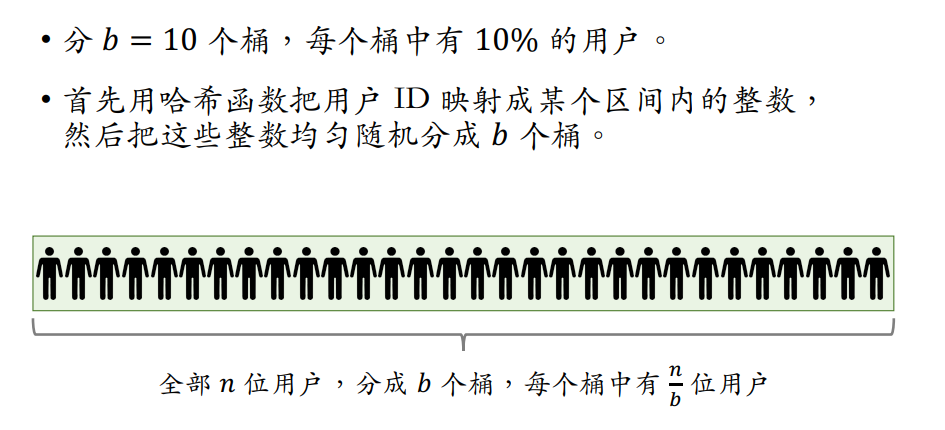 • 分 b = 10 个桶，每个桶中有 10% 的用户。
• 首先用哈希函数把用户 ID 映射成某个区间内的整数，
然后把这些整数均匀随机分成 b 个桶。
全部 n 位用户，分成 b 个桶，每个桶中有 n/b 位用户